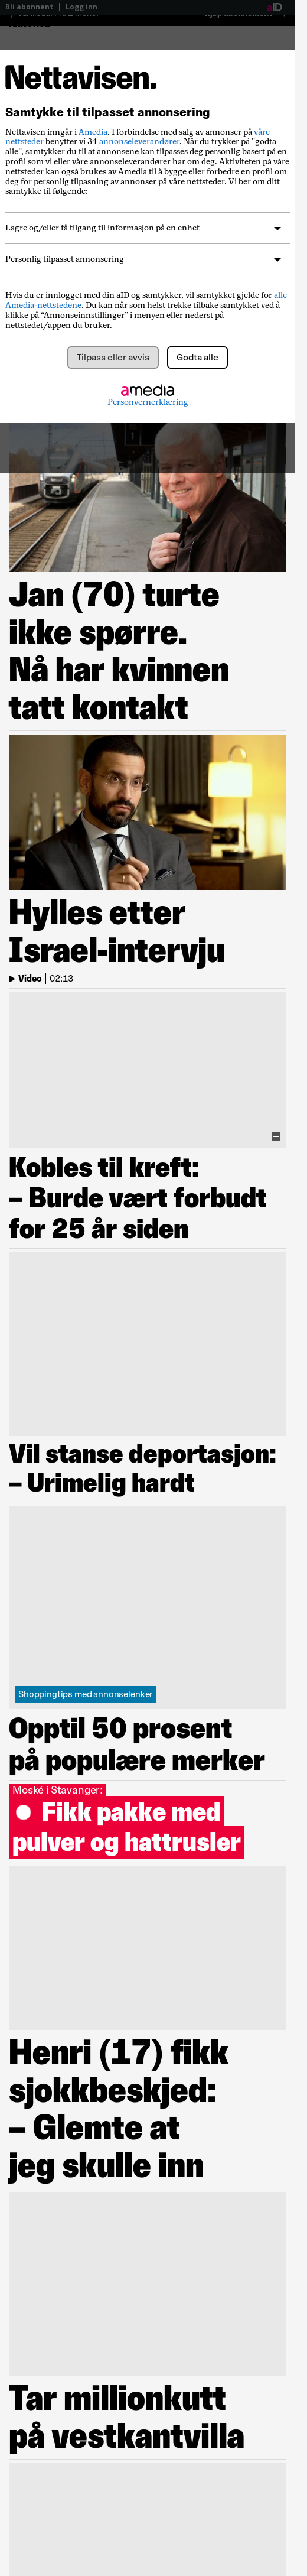 Bli abonnent | Logg inn
aID
Nettavisen.
Samtykke til tilpasset annonsering
Nettavisen inngår i Amedia. I forbindelse med salg av annonser på våre
nettsteder benytter vi 34 annonseleverandører. Når du trykker på "godta
alle", samtykker du til at annonsene kan tilpasses deg personlig basert på en
profil som vi eller våre annonseleverandører har om deg. Aktiviteten på våre
nettsteder kan også brukes av Amedia til å bygge eller forbedre en profil om
deg for personlig tilpasning av annonser på våre nettsteder. Vi ber om ditt
samtykke til følgende:
Lagre og/eller få tilgang til informasjon på en enhet
Personlig tilpasset annonsering
Hvis du er innlogget med din aID og samtykker, vil samtykket gjelde for alle
Amedia-nettstedene. Du kan når som helst trekke tilbake samtykket ved å
klikke på “Annonseinnstillinger” i menyen eller nederst på
nettstedet/appen du bruker.
Tilpass eller avvis
Godta alle
amedia
Personvernerklæring
Jan (70) turte
ikke spørre.
Nå har kvinnen
tatt kontakt
Hylles etter
Israel-intervju
Video | 02:13
Kobles til kreft:
– Burde vært forbudt
for 25 år siden
Vil stanse deportasjon:
– Urimelig hardt
Shoppingtips med annonselenker
Opptil 50 prosent
på populære merker
Moské i Stavanger:
Fikk pakke med
pulver og hattrusler
Henri (17) fikk
sjokkbeskjed:
– Glemte at
jeg skulle inn
Tar millionkutt
på vestkantvilla